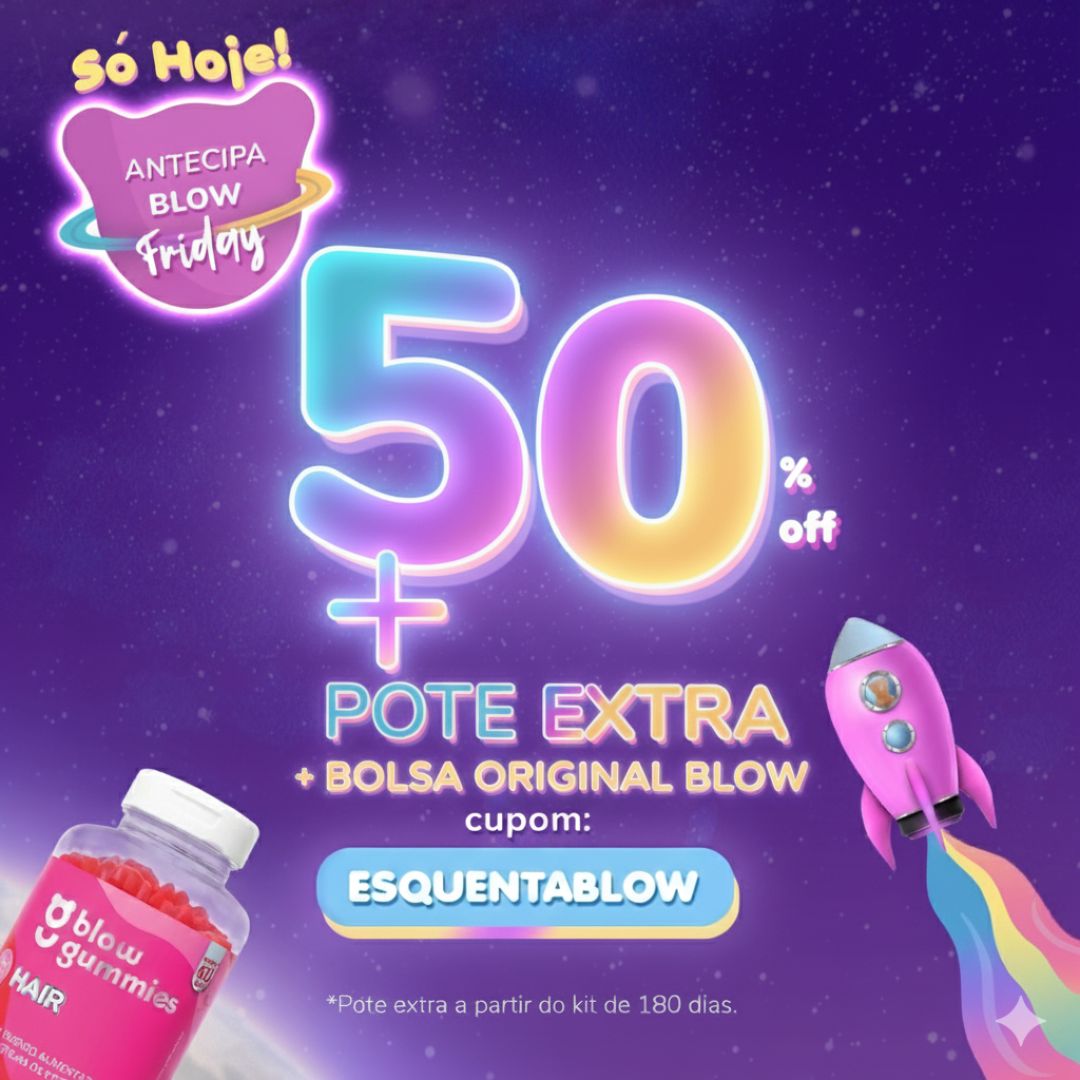 Só Hoje!
ANTECIPA
BLOW
Friday
50
%
off
+
POTE EXTRA
+ BOLSA ORIGINAL BLOW
cupom:
ESQUENTABLOW
blow
gummies
HAIR
*Pote extra a partir do kit de 180 dias.